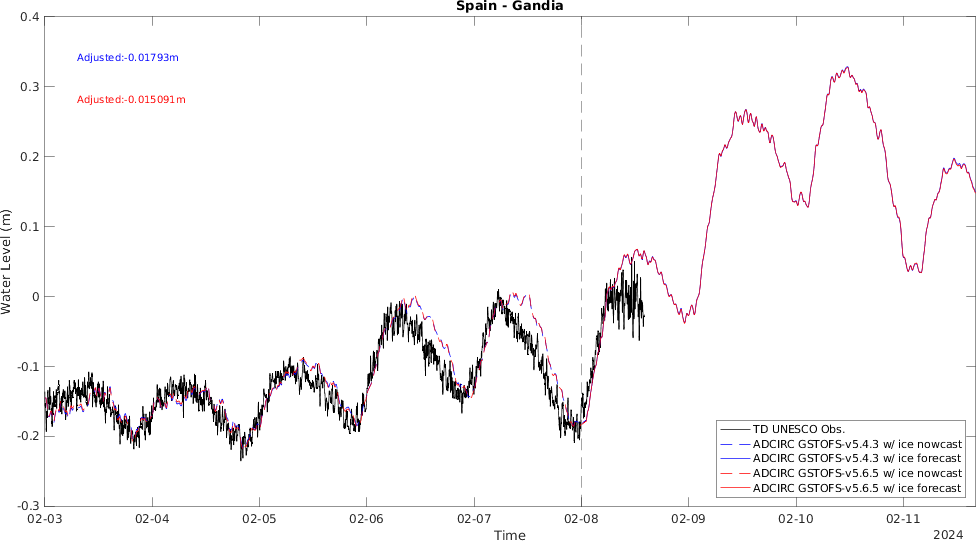 Spain - Gandia
Adjusted:-0.01793m
Adjusted:-0.015091m
Water Level (m)
0.4
0.3
0.2
0.1
0
-0.1
-0.2
-0.3
TD UNESCO Obs.
ADCIRC GSTOFS-v5.4.3 w/ ice nowcast
ADCIRC GSTOFS-v5.4.3 w/ ice forecast
ADCIRC GSTOFS-v5.6.5 w/ ice nowcast
ADCIRC GSTOFS-v5.6.5 w/ ice forecast
02-03 02-04 02-05 02-06 02-07 02-08 02-09 02-10 02-11
Time
2024